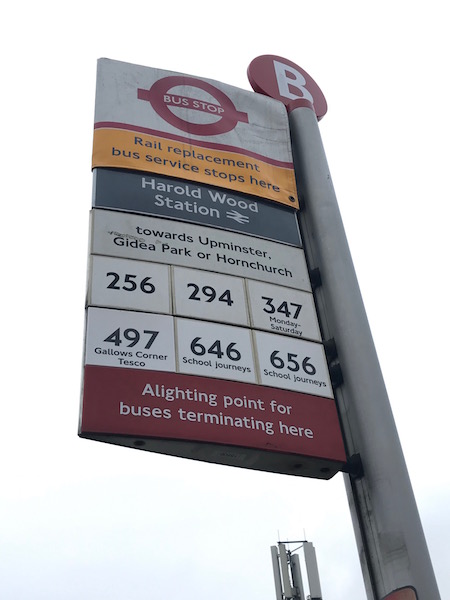 B
BUS STOP
Rail replacement
bus service stops here
Harold Wood
Station
towards Upminster,
Gidea Park or Hornchurch
256 294 347
Monday-
Saturday
497 646 656
Gallows Corner School journeys School journeys
Tesco
Alighting point for
buses terminating here